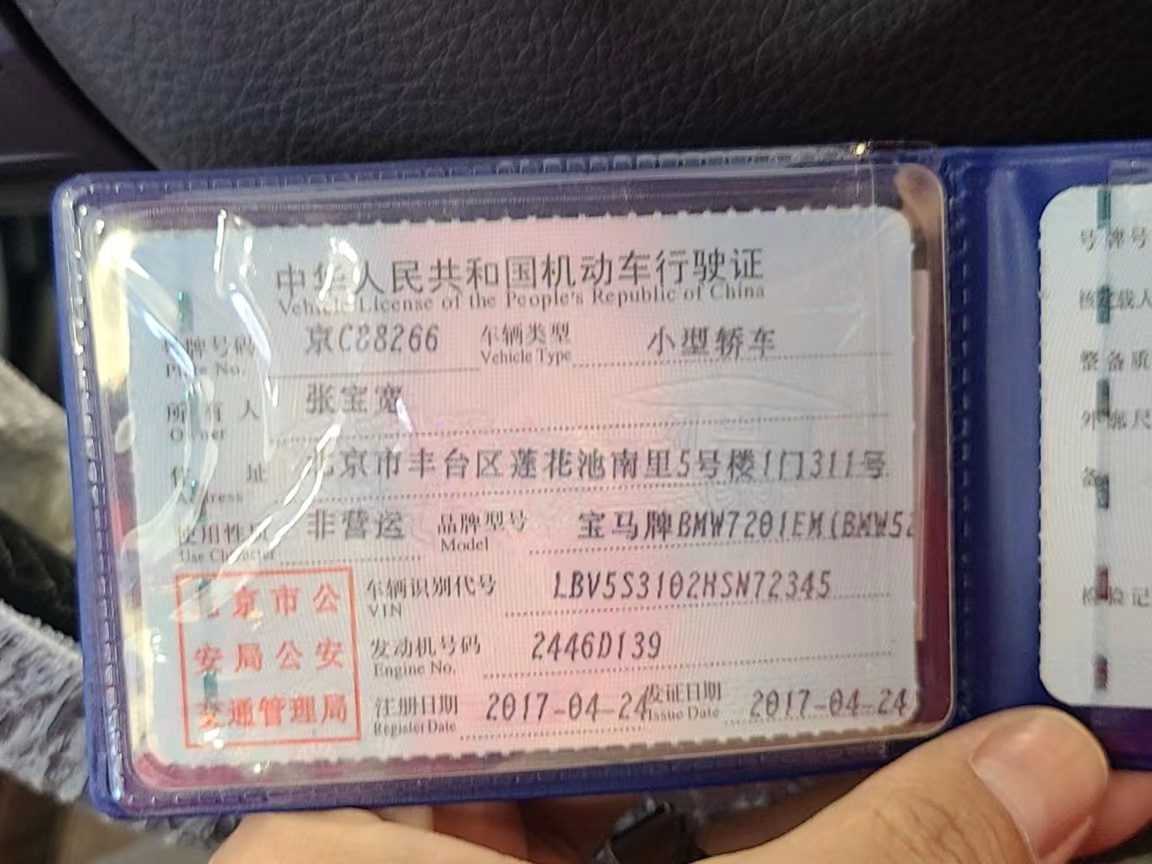 中华人民共和国机动车行驶证
Vehicle License of the People's Republic of China
号牌号码 京C88266 车辆类型 小型轿车
Plate No. Vehicle Type
所有人 张宝宽
Owner
住址 北京市丰台区莲花池南里5号楼1门311号
Address
使用性质 非营运 品牌型号 宝马牌BMW7201EM(BMW52
Use Character Model
北京市公
安局公安
交通管理局
车辆识别代号 LBV5S3102HSN72345
VIN
发动机号码 2446D139
Engine No.
注册日期 2017-04-24 发证日期 2017-04-24
Register Date Issue Date
号牌号
核定载人
整备质
外廓尺
备
检验记